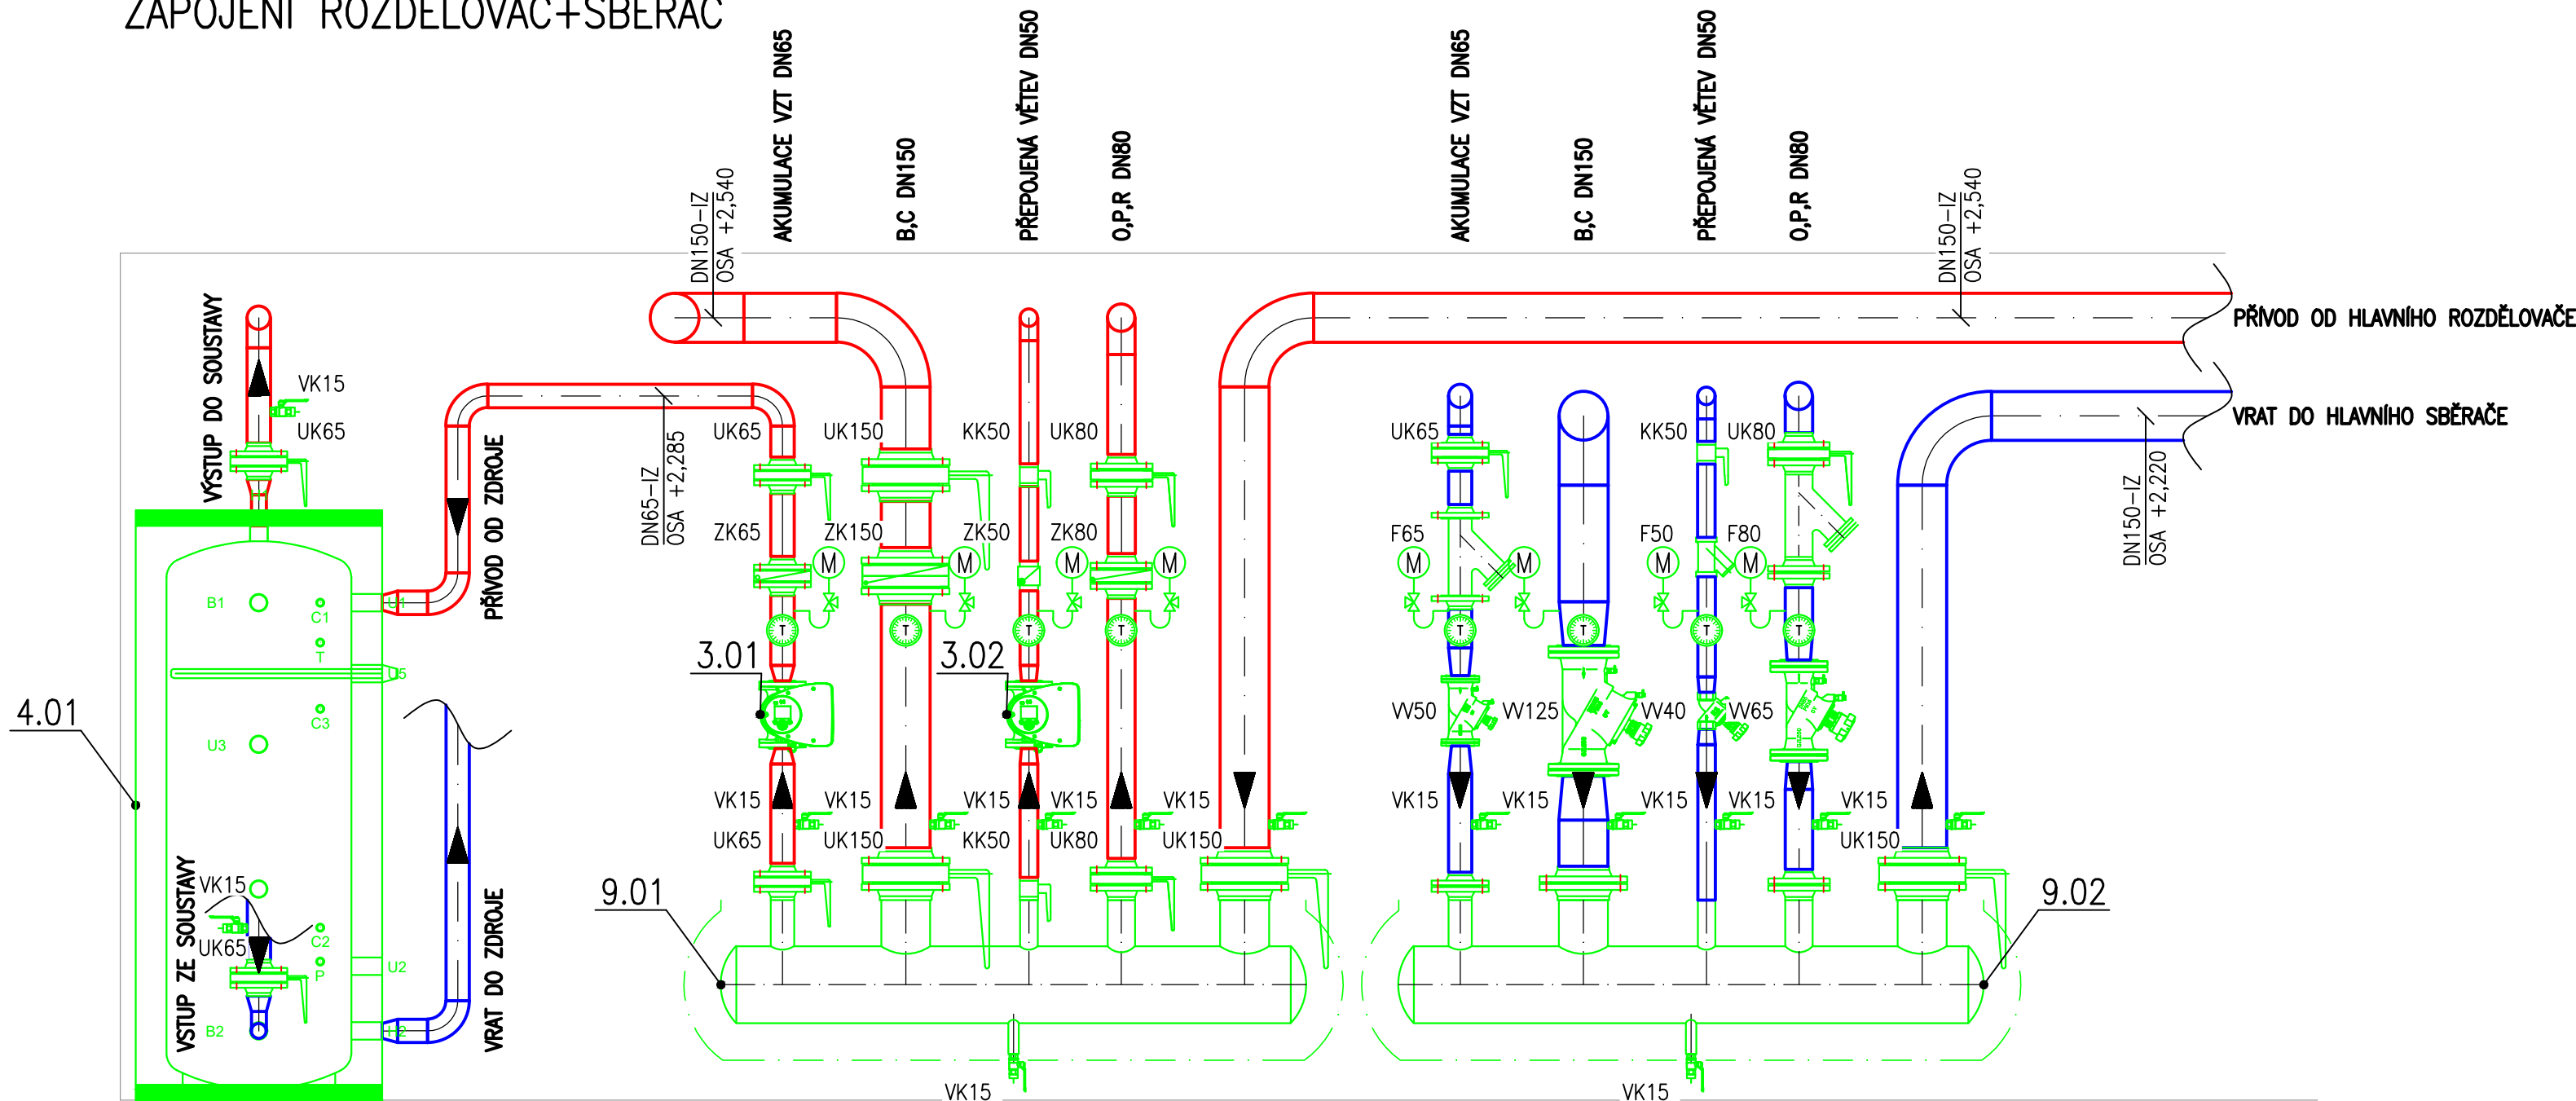 ZAPOJENÍ ROZDĚLOVAČ+SBĚRAČ
AKUMULACE VZT DN65
B,C DN150
PŘEPOJENÁ VĚTEV DN50
O,P,R DN80
AKUMULACE VZT DN65
B,C DN150
PŘEPOJENÁ VĚTEV DN50
O,P,R DN80
DN150-IZ
OSA +2,540
DN150-IZ
OSA +2,540
PŘÍVOD OD HLAVNÍHO ROZDĚLOVAČE
VRAT DO HLAVNÍHO SBĚRAČE
DN150-IZ
OSA +2,220
DN65-IZ
OSA +2,285
VÝSTUP DO SOUSTAVY
VK15
UK65
PŘÍVOD OD ZDROJE
UK65 UK150 KK50 UK80
UK65 KK50 UK80
ZK65 ZK150 ZK50 ZK80
F65 F50 F80
M M M M M M M M
T T T T T T T T
B1 C1 U1
T
U5
C3
U3
4.01
3.01
3.02
VV50 VV125 VV40 VV65
VK15 VK15 VK15 VK15 VK15
VK15 VK15 VK15 VK15 VK15
UK65 UK150 KK50 UK80 UK150
UK150
9.01
9.02
VSTUP ZE SOUSTAVY
VK15
UK65
C2
P
U2
B2
VRAT DO ZDROJE
VK15
VK15